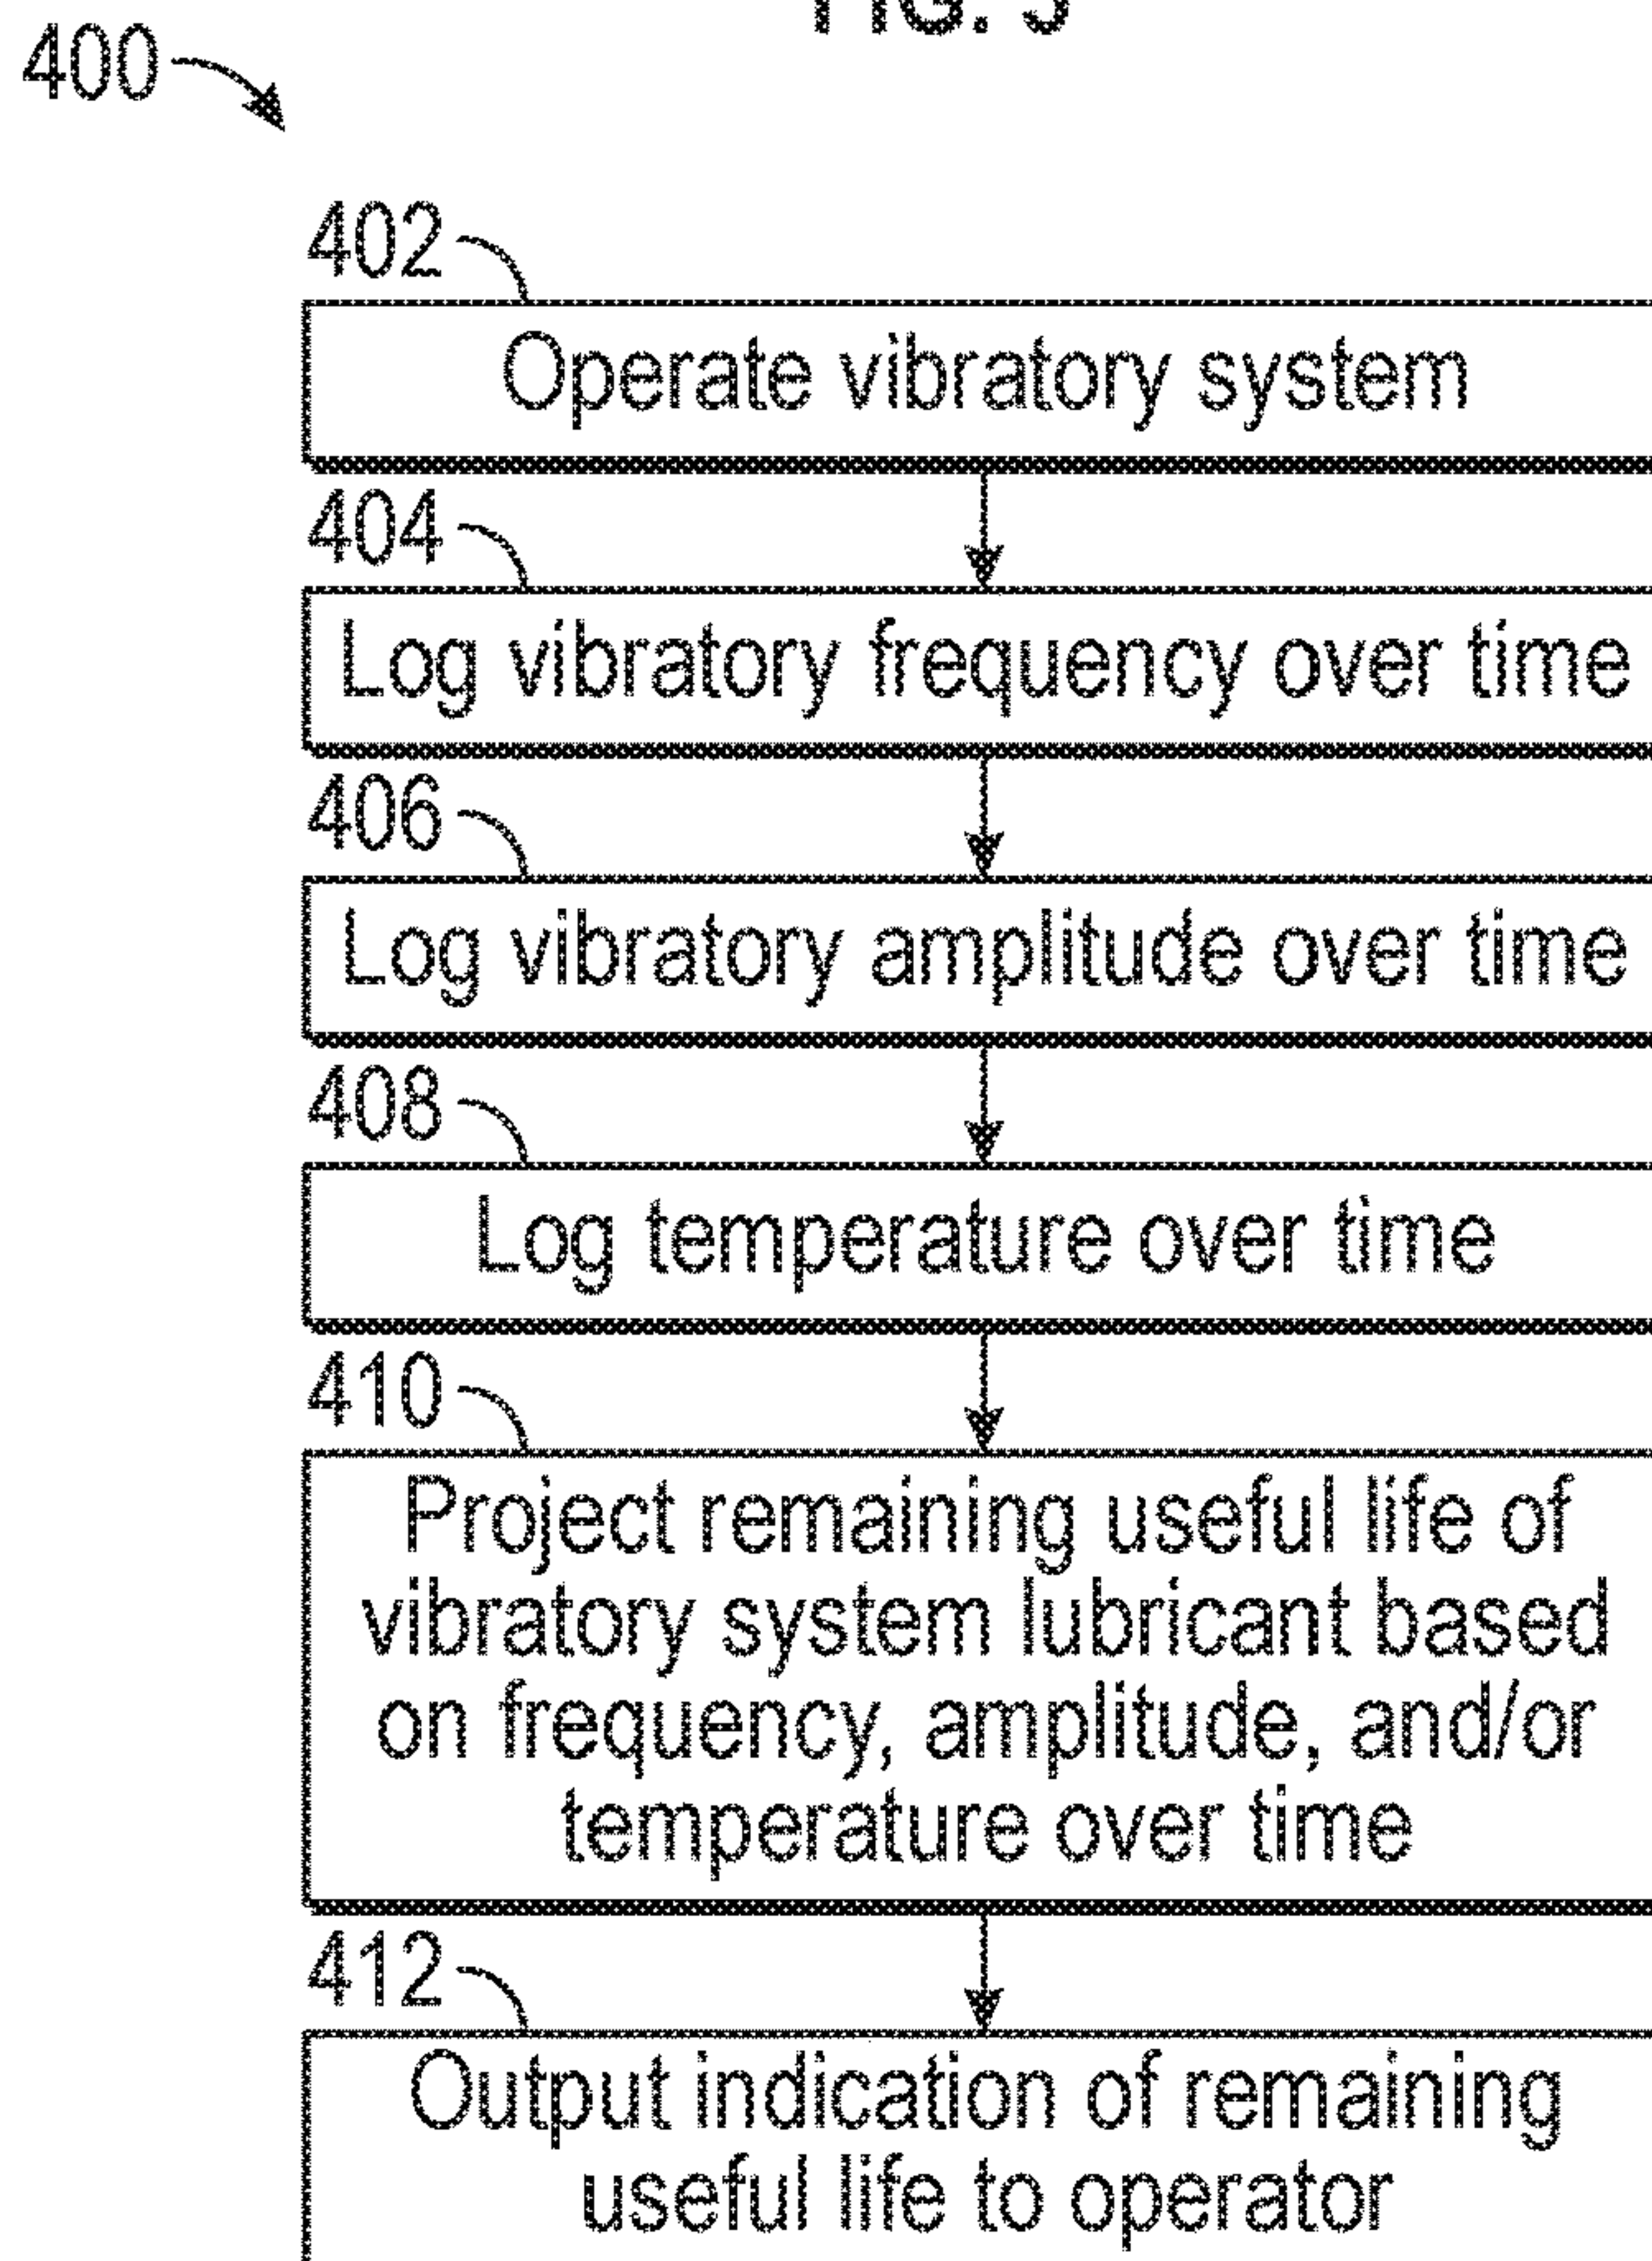 FIG. 3
400
402
Operate vibratory system
404
Log vibratory frequency over time
406
Log vibratory amplitude over time
408
Log temperature over time
410
Project remaining useful life of
vibratory system lubricant based
on frequency, amplitude, and/or
temperature over time
412
Output indication of remaining
useful life to operator